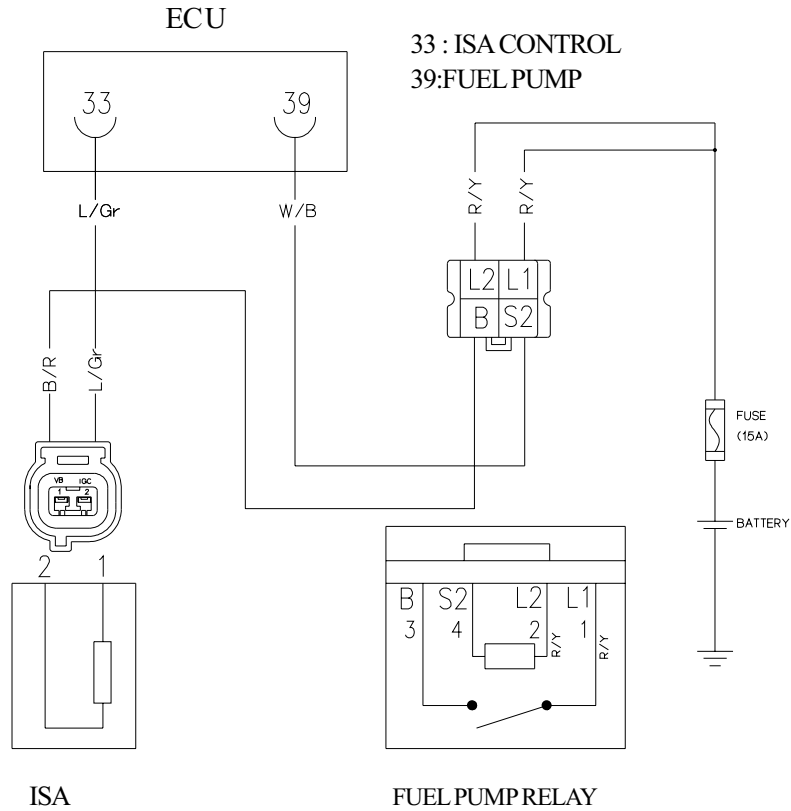 ECU
33 : ISA CONTROL
39:FUEL PUMP
33 39
L/Gr W/B R/Y R/Y
L2 L1
B S2
B/R L/Gr
FUSE
(15A)
VB IGC
1 2
BATTERY
2 1
B S2 L2 L1
3 4 2 1
R/Y R/Y
ISA
FUEL PUMP RELAY